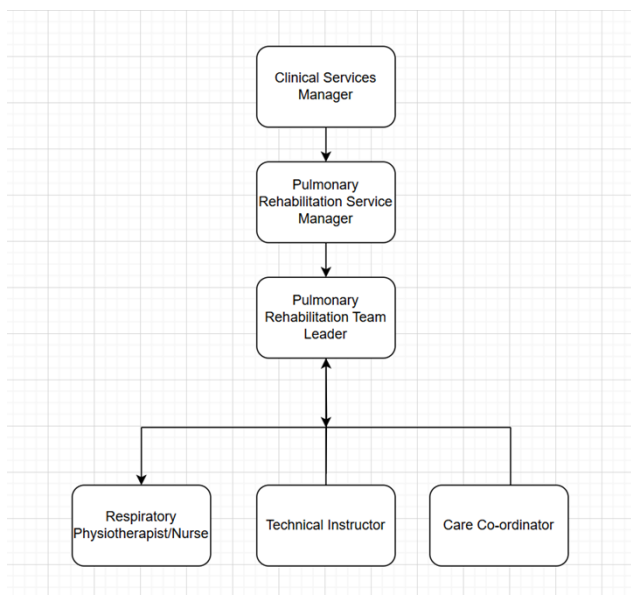 Clinical Services
Manager
Pulmonary
Rehabilitation Service
Manager
Pulmonary
Rehabilitation Team
Leader
Respiratory
Physiotherapist/Nurse
Technical Instructor
Care Co-ordinator